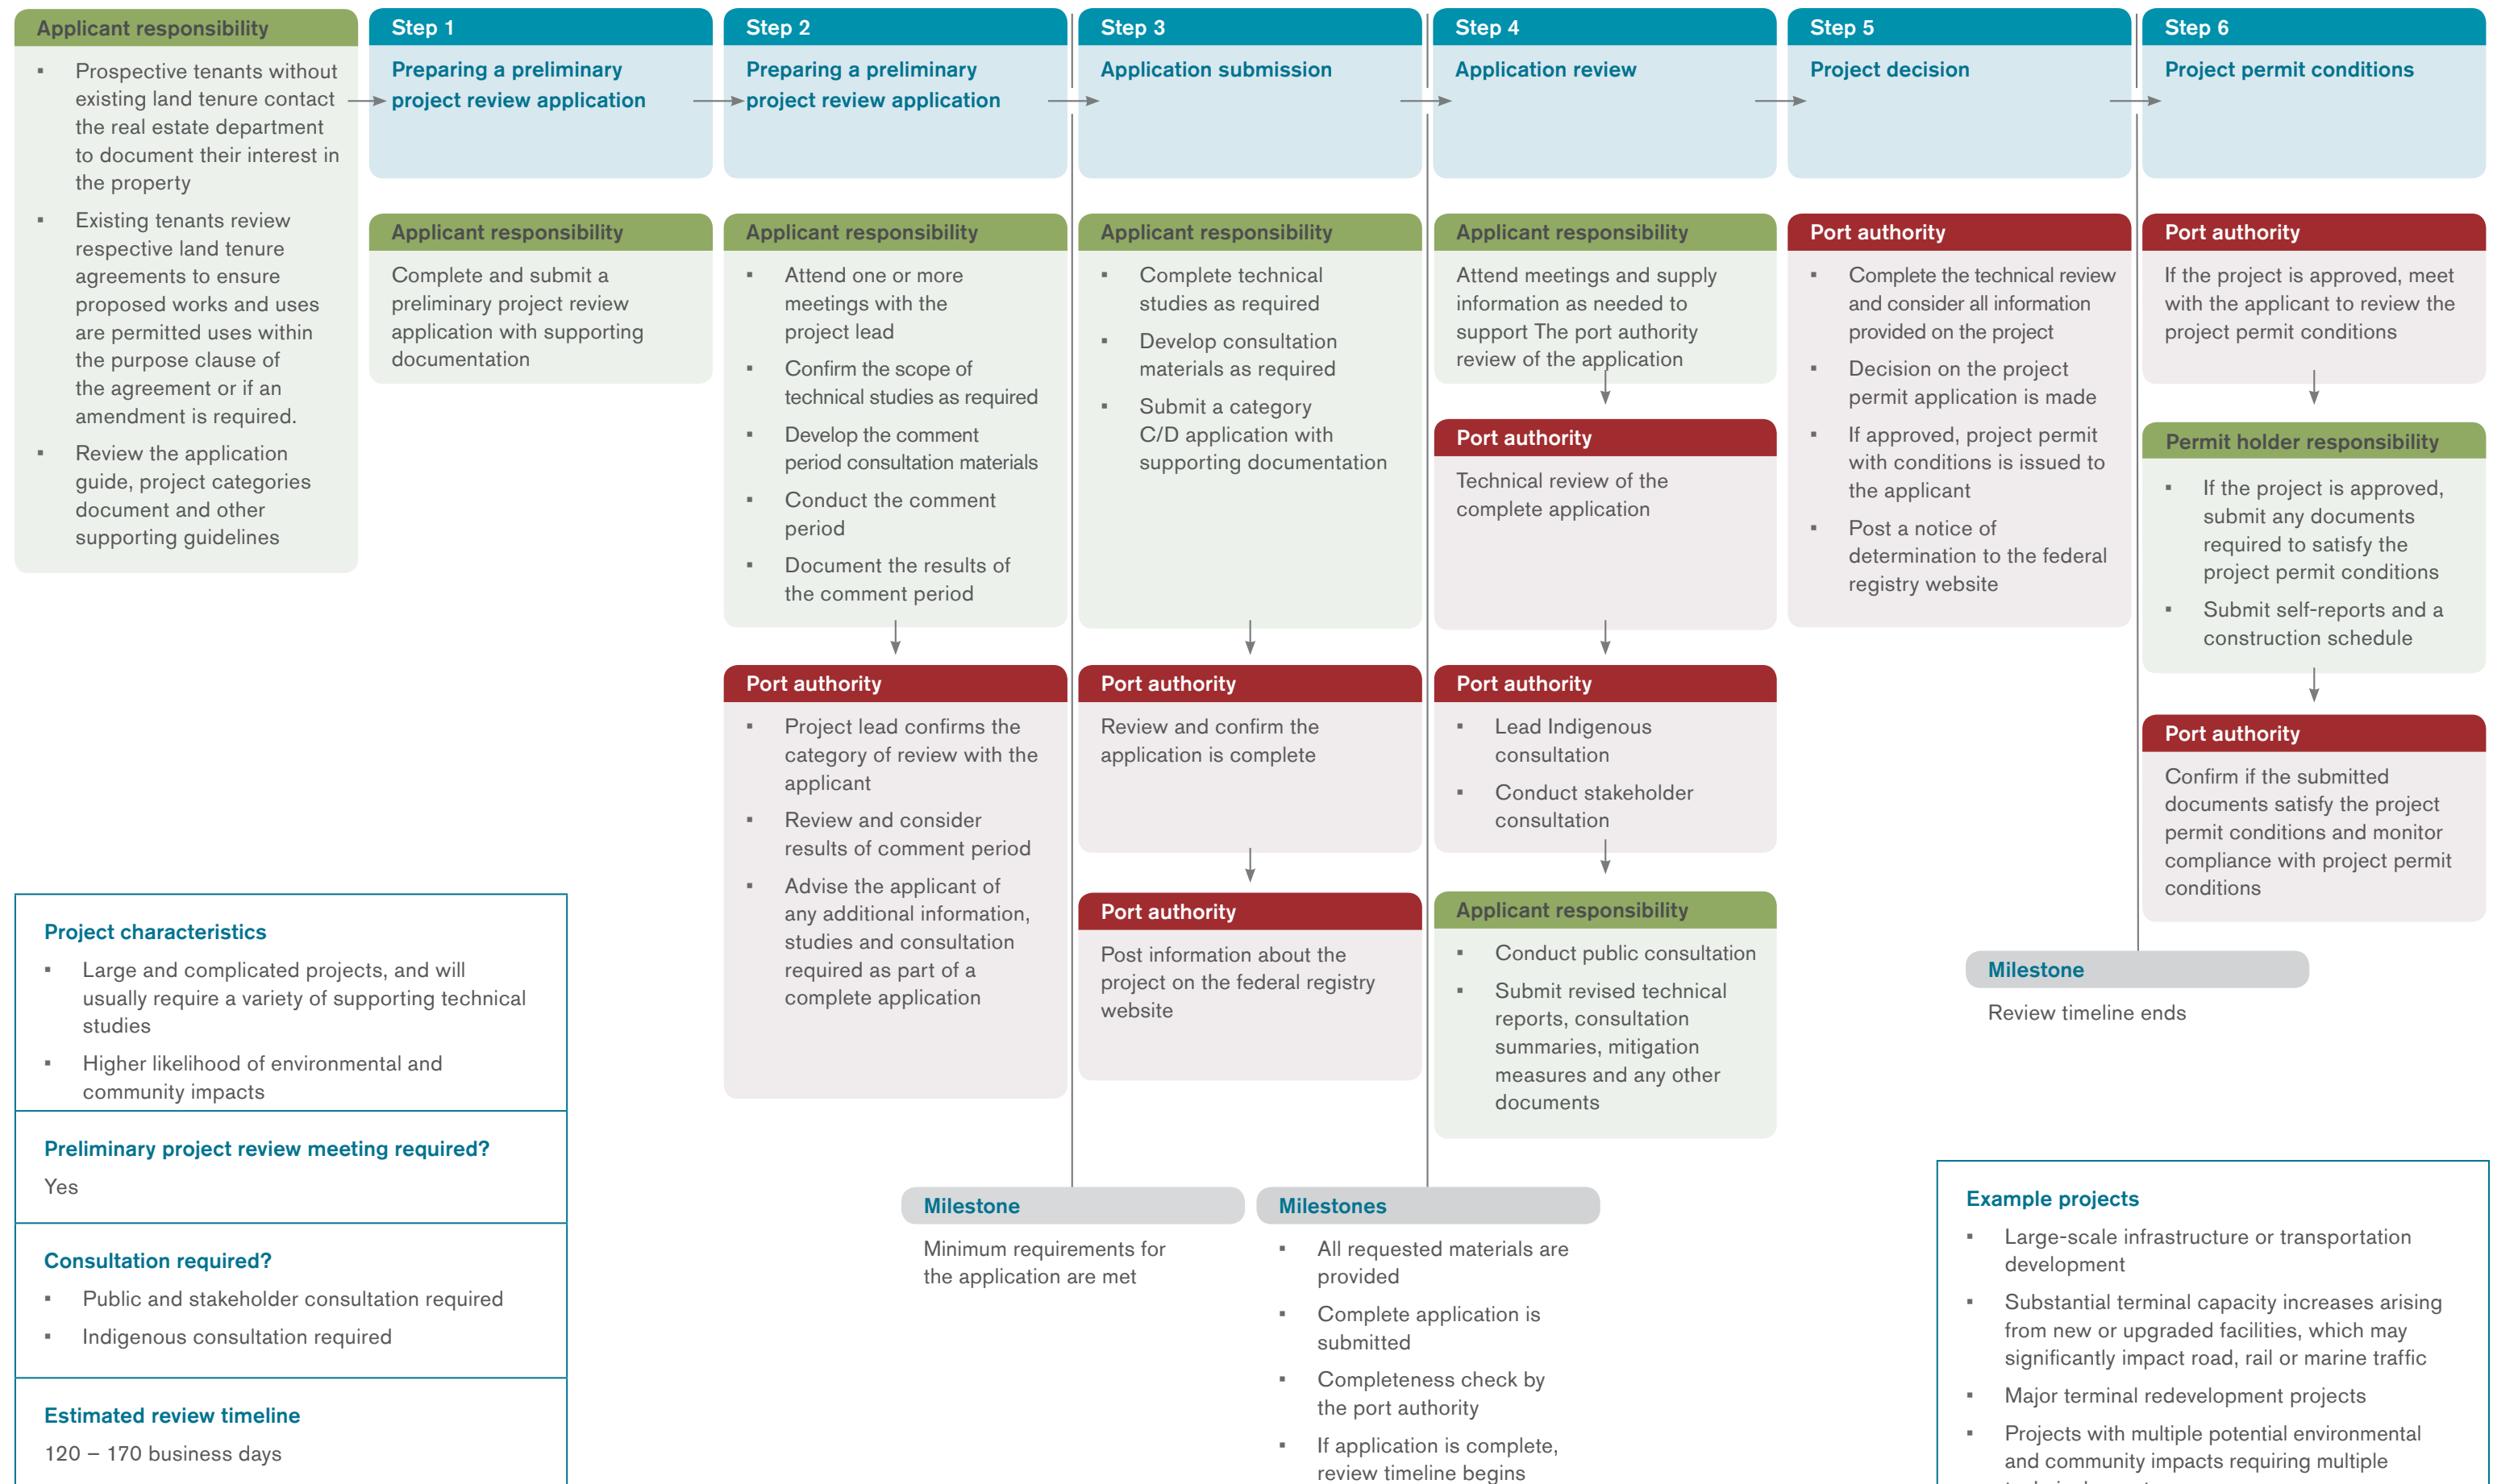 Applicant responsibility
▪ Prospective tenants without
existing land tenure contact
the real estate department
to document their interest in
the property
▪ Existing tenants review
respective land tenure
agreements to ensure
proposed works and uses
are permitted uses within
the purpose clause of
the agreement or if an
amendment is required.
▪ Review the application
guide, project categories
document and other
supporting guidelines
Step 1
Preparing a preliminary
project review application
Applicant responsibility
Complete and submit a
preliminary project review
application with supporting
documentation
Step 2
Preparing a preliminary
project review application
Applicant responsibility
▪ Attend one or more
meetings with the
project lead
▪ Confirm the scope of
technical studies as required
▪ Develop the comment
period consultation materials
▪ Conduct the comment
period
▪ Document the results of
the comment period
Port authority
▪ Project lead confirms the
category of review with the
applicant
▪ Review and consider
results of comment period
▪ Advise the applicant of
any additional information,
studies and consultation
required as part of a
complete application
Milestone
Minimum requirements for
the application are met
Step 3
Application submission
Applicant responsibility
▪ Complete technical
studies as required
▪ Develop consultation
materials as required
▪ Submit a category
C/D application with
supporting documentation
Port authority
Review and confirm the
application is complete
Port authority
Post information about the
project on the federal registry
website
Milestones
▪ All requested materials are
provided
▪ Complete application is
submitted
▪ Completeness check by
the port authority
▪ If application is complete,
review timeline begins
Step 4
Application review
Applicant responsibility
Attend meetings and supply
information as needed to
support The port authority
review of the application
Port authority
Technical review of the
complete application
Port authority
▪ Lead Indigenous
consultation
▪ Conduct stakeholder
consultation
Applicant responsibility
▪ Conduct public consultation
▪ Submit revised technical
reports, consultation
summaries, mitigation
measures and any other
documents
Step 5
Project decision
Port authority
▪ Complete the technical review
and consider all information
provided on the project
▪ Decision on the project
permit application is made
▪ If approved, project permit
with conditions is issued to
the applicant
▪ Post a notice of
determination to the federal
registry website
Milestone
Review timeline ends
Step 6
Project permit conditions
Port authority
If the project is approved, meet
with the applicant to review the
project permit conditions
Permit holder responsibility
▪ If the project is approved,
submit any documents
required to satisfy the
project permit conditions
▪ Submit self-reports and a
construction schedule
Port authority
Confirm if the submitted
documents satisfy the project
permit conditions and monitor
compliance with project permit
conditions
Project characteristics
▪ Large and complicated projects, and will
usually require a variety of supporting technical
studies
▪ Higher likelihood of environmental and
community impacts
Preliminary project review meeting required?
Yes
Consultation required?
▪ Public and stakeholder consultation required
▪ Indigenous consultation required
Estimated review timeline
120 – 170 business days
Example projects
▪ Large-scale infrastructure or transportation
development
▪ Substantial terminal capacity increases arising
from new or upgraded facilities, which may
significantly impact road, rail or marine traffic
▪ Major terminal redevelopment projects
▪ Projects with multiple potential environmental
and community impacts requiring multiple